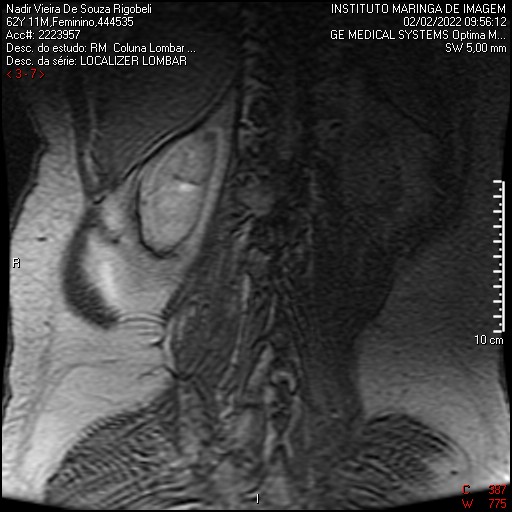 Nadir Vieira De Souza Rigobeli
62Y 11M,Feminino,444535
Acc#: 2223957
Desc. do estudo: RM Coluna Lombar ...
Desc. da série: LOCALIZER LOMBAR
< 3 - 7 >
INSTITUTO MARINGA DE IMAGEM
02/02/2022 09:56:12
GE MEDICAL SYSTEMS Optima M...
SW 5,00 mm
R
10 cm
I
C 387
W 775